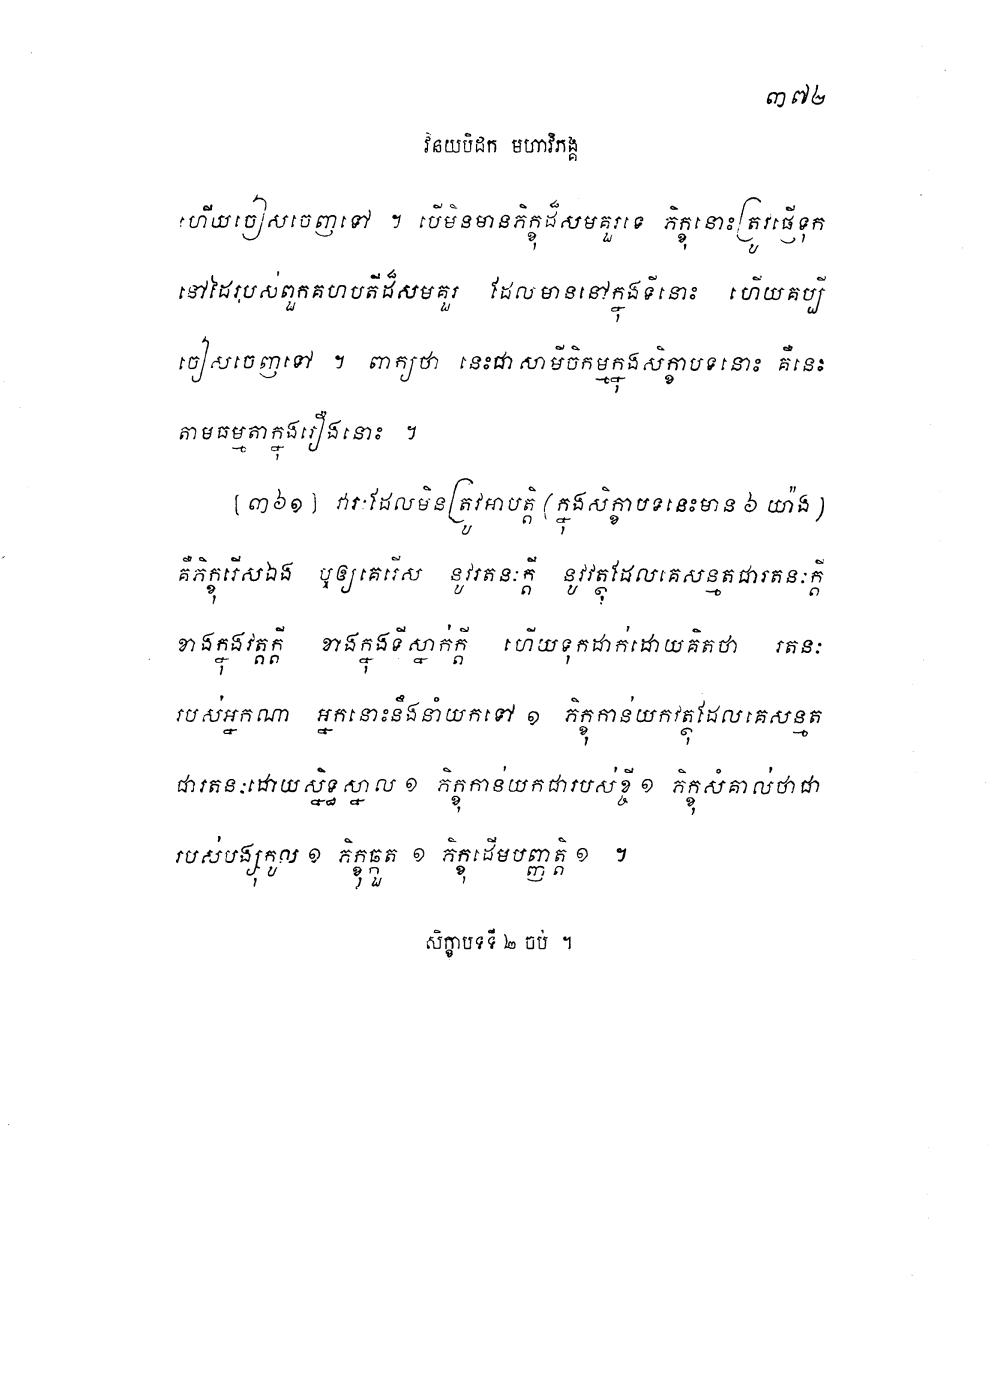 ៣៧២
វិនយបិដក មហាវិភង្គ
ហើយចៀសចេញទៅ ។ បើមិនមានភិក្ខុដ៏សមគួរទេ ភិក្ខុនោះត្រូវផ្ញើទុក
នៅដៃរបស់ពួកគហបតីដ៏សមគួរ ដែលមាននៅក្នុងទីនោះ ហើយគប្បី
ចៀសចេញទៅ ។ ពាក្យថា នេះជាសាមីចិកម្មក្នុងសិក្ខាបទនោះ គឺនេះ
តាមធម្មតាក្នុងរឿងនោះ ។
[៣៦១] វារៈដែលមិនត្រូវអាបត្តិ (ក្នុងសិក្ខាបទនេះមាន ៦ យ៉ាង)
គឺភិក្ខុរើសឯង ឬឲ្យគេរើស នូវរតនៈក្តី នូវវត្ថុដែលគេសន្មតជារតនៈក្តី
ខាងក្នុងវត្តក្តី ខាងក្នុងទីស្នាក់ក្តី ហើយទុកដាក់ដោយគិតថា រតនៈ
របស់អ្នកណា អ្នកនោះនឹងនាំយកទៅ ១ ភិក្ខុកាន់យកវត្ថុដែលគេសន្មត
ជារតនៈដោយស្និទ្ធស្នាល ១ ភិក្ខុកាន់យកជារបស់ខ្ចី ១ ភិក្ខុសំគាល់ថាជា
របស់បង្សុកូល ១ ភិក្ខុឆ្កួត ១ ភិក្ខុដើមបញ្ញត្តិ ១ ។
សិក្ខាបទទី ២ ចប់ ។